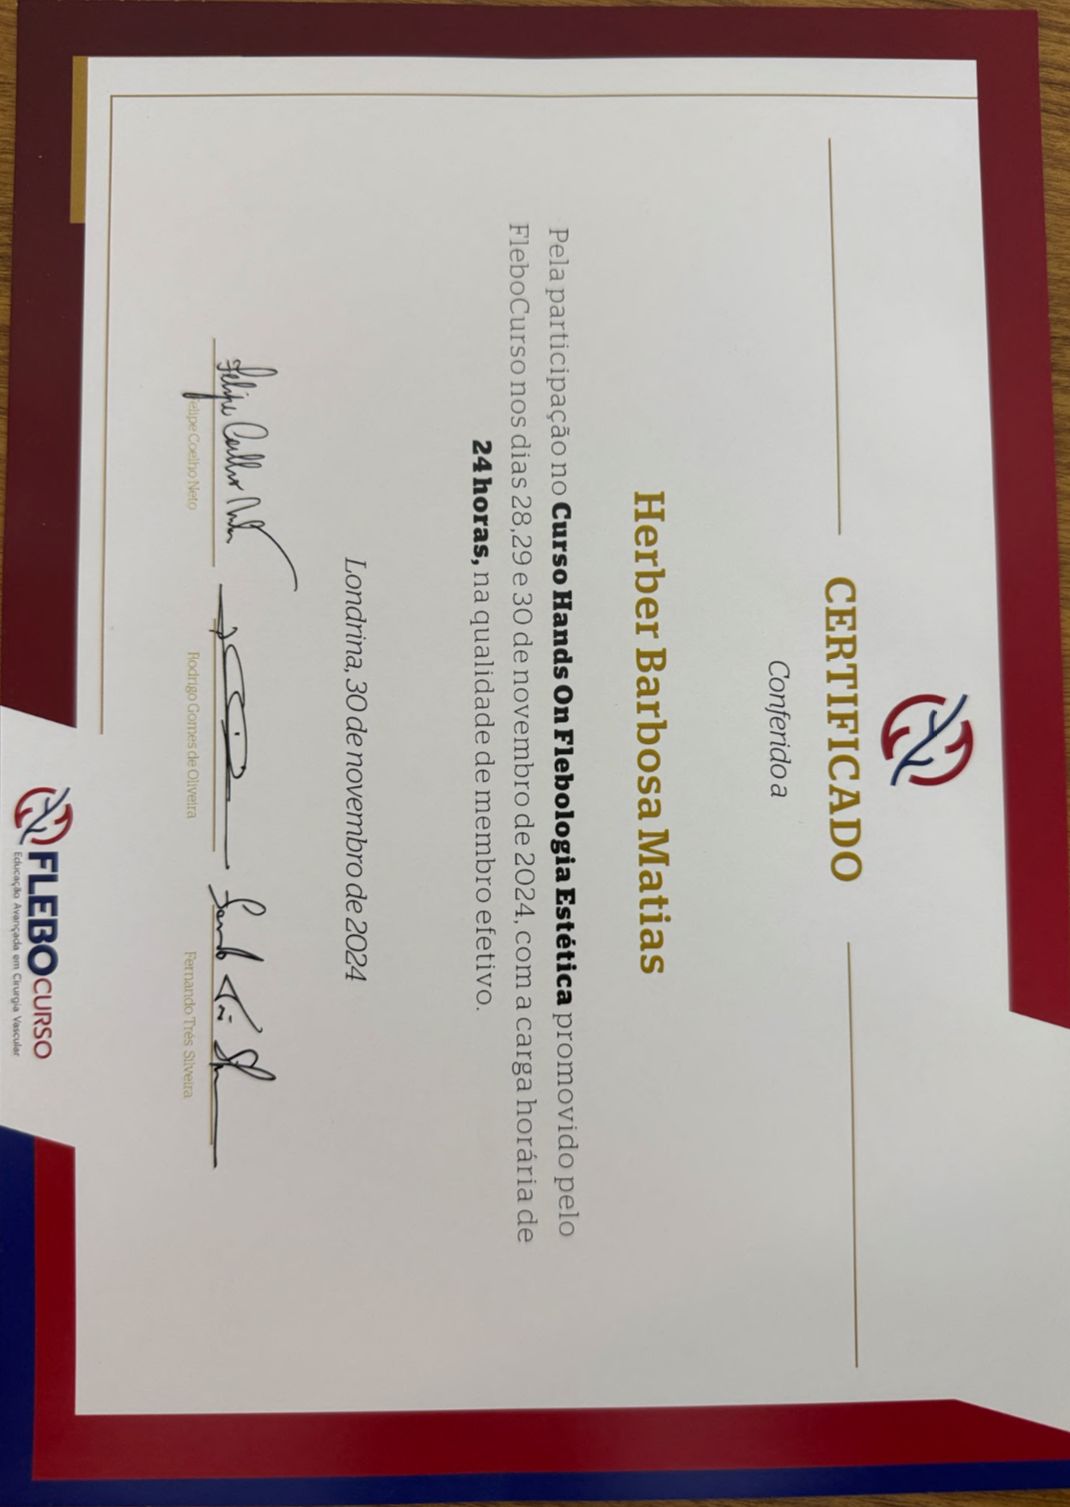 CERTIFICADO
Conferido a
Herber Barbosa Matias
Pela participação no Curso Hands On Flebologia Estética promovido pelo
FleboCurso nos dias 28,29 e 30 de novembro de 2024, com a carga horária de
24 horas, na qualidade de membro efetivo.
Londrina, 30 de novembro de 2024
Felipe Coelho Neto
Rodrigo Gomes de Oliveira
Fernando Trés Silveira
FLEBOCURSO
Educação Avançada em Cirurgia Vascular